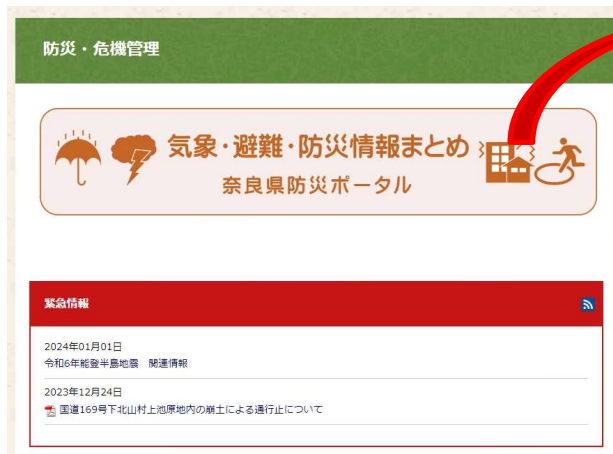 防災・危機管理
気象・避難・防災情報まとめ
奈良県防災ポータル
緊急情報
2024年01月01日
令和6年能登半島地震　関連情報
2023年12月24日
国道169号下北山村上池原地内の崩土による通行止について